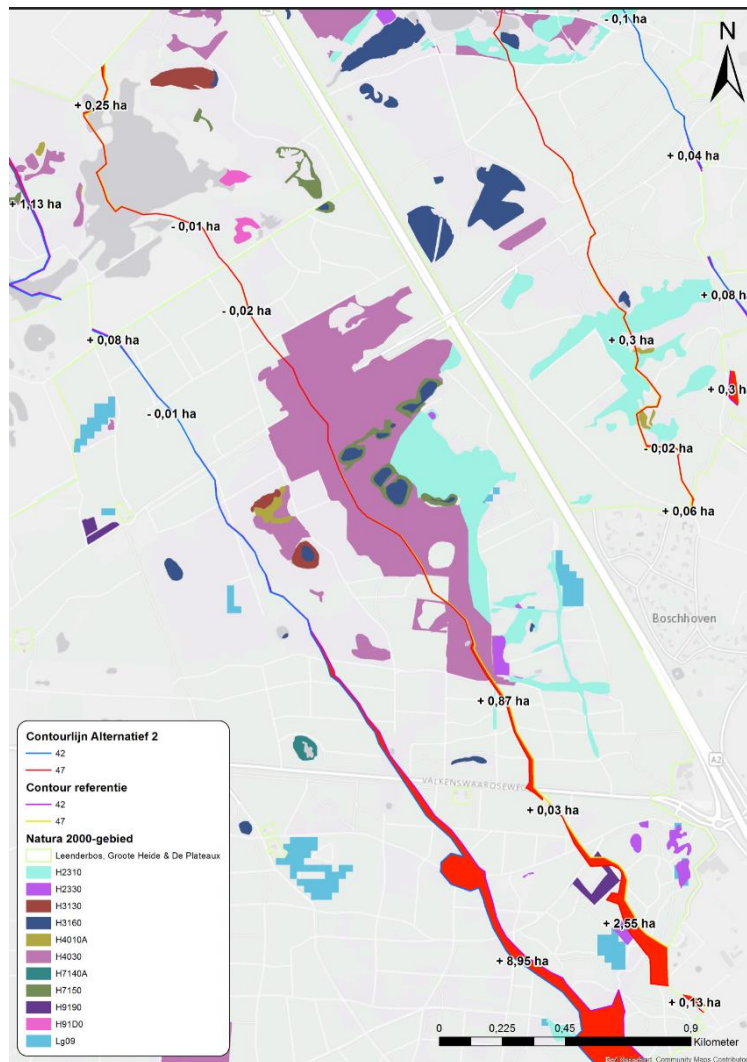 - 0,1 ha
A2
N
+ 0,25 ha
+ 0,04 ha
+ 1,13 ha
- 0,01 ha
- 0,02 ha
+ 0,08 ha
+ 0,08 ha
+ 0,3 ha
- 0,01 ha
+ 0,3 ha
- 0,02 ha
+ 0,06 ha
Boschhoven
+ 0,87 ha
A2
VALKENSWAARDSEWEG
+ 0,03 ha
+ 2,55 ha
+ 8,95 ha
+ 0,13 ha
Contourlijn Alternatief 2
42
47
Contour referentie
42
47
Natura 2000-gebied
Leenderbos, Groote Heide & De Plateaux
H2310
H2330
H3130
H3160
H4010A
H4030
H7140A
H7150
H9190
H91D0
Lg09
0 0,225 0,45 0,9
Kilometer
Community Maps Contributor